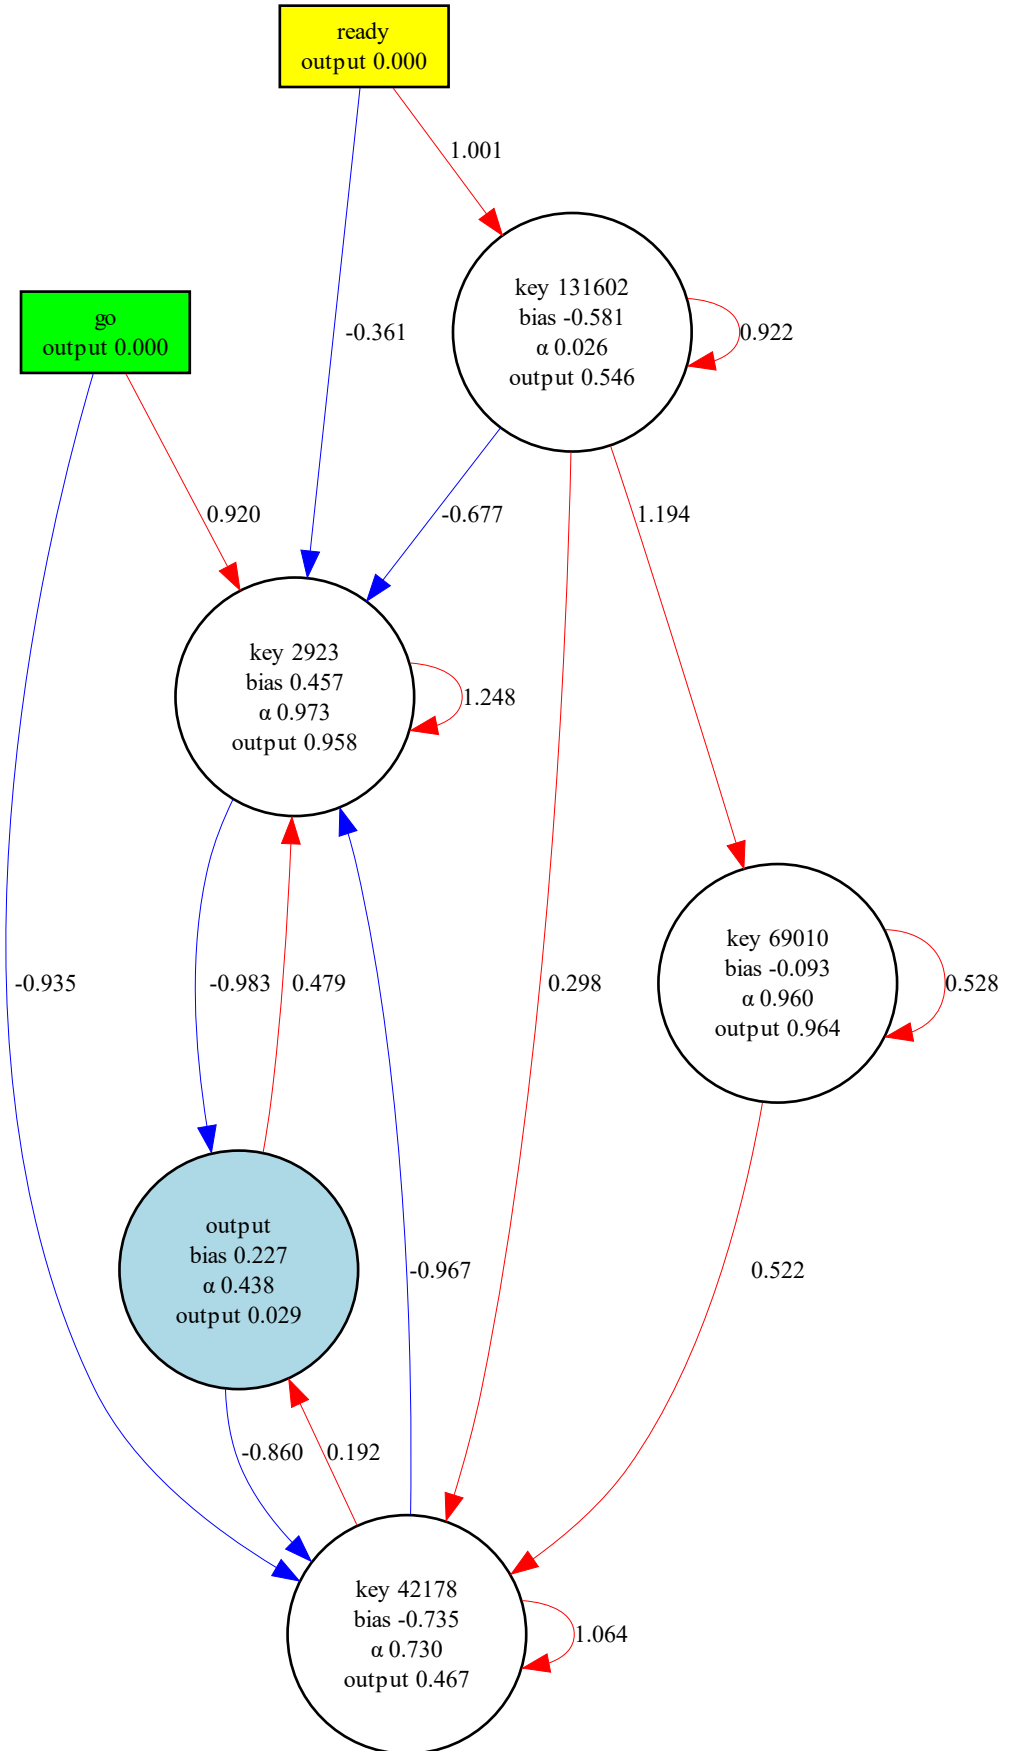 ready
output 0.000
1.001
key 131602
bias -0.581
α 0.026
output 0.546
0.922
go
output 0.000
-0.361
0.920
-0.677
1.194
key 2923
bias 0.457
α 0.973
output 0.958
1.248
key 69010
bias -0.093
α 0.960
output 0.964
0.528
-0.935
-0.983
0.479
0.298
output
bias 0.227
α 0.438
output 0.029
-0.967
0.522
-0.860
0.192
key 42178
bias -0.735
α 0.730
output 0.467
1.064